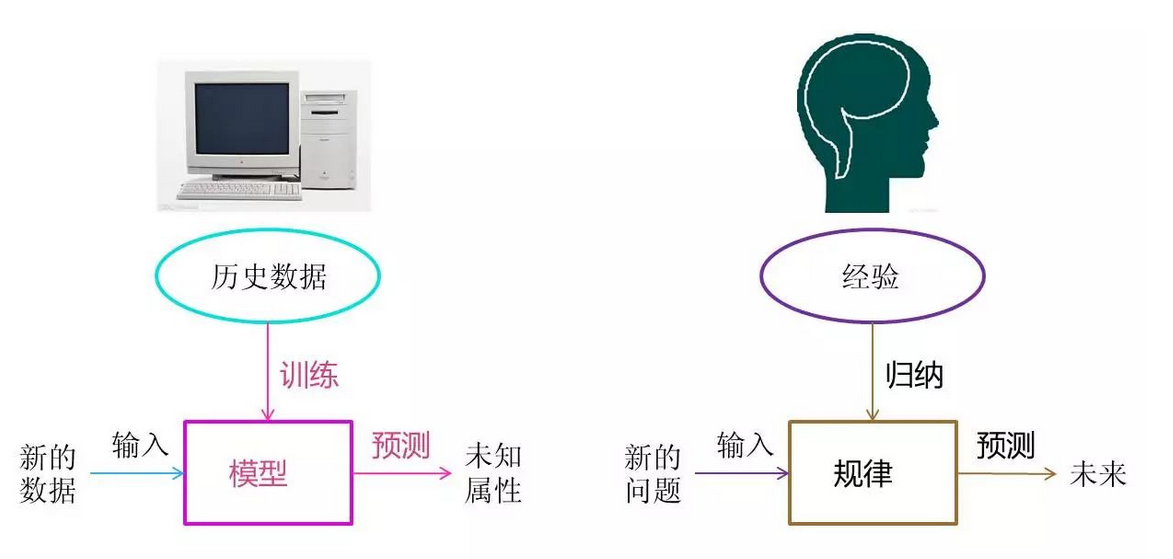 历史数据
训练
新的
数据
输入
模型
预测
未知
属性
经验
归纳
新的
问题
输入
规律
预测
未来